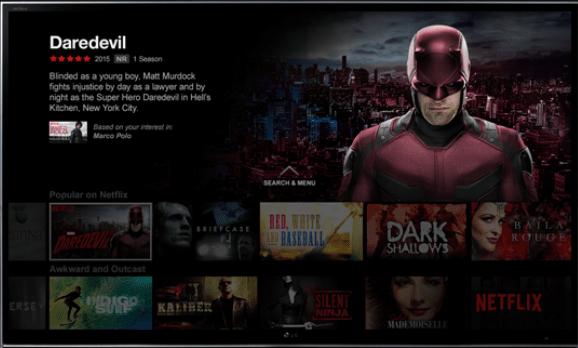 Daredevil
2015 NR 1 Season
Blinded as a young boy, Matt Murdock
fights injustice by day as a lawyer and by
night as the Super Hero Daredevil in Hell's
Kitchen, New York City.
Based on your interest in:
Marco Polo
SEARCH & MENU
Popular on Netflix
DAREDEVIL
BRIEFCASE
RED, WHITE
AND BASEBALL
DARK
SHALLOWS
BAILA
ROUGE
Awkward and Outcast
ERSEY
INDIGO
SURF
KALIBER
SILENT
NINJA
MADEMOISELLE
NETFLIX